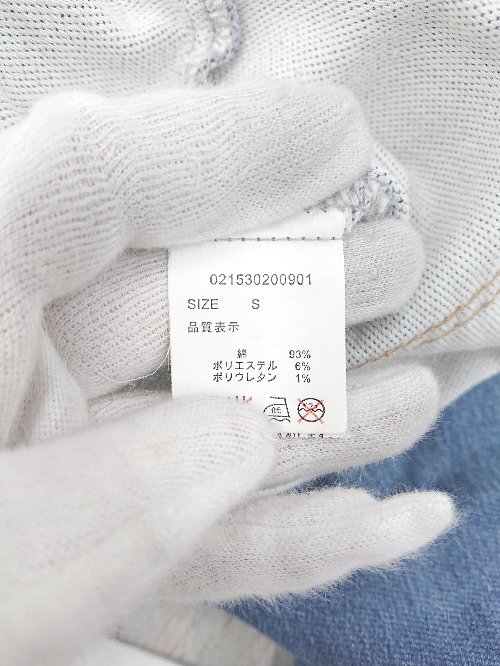 021530200901
SIZE S
品質表示
綿 93%
ポリエステル 6%
ポリウレタン 1%